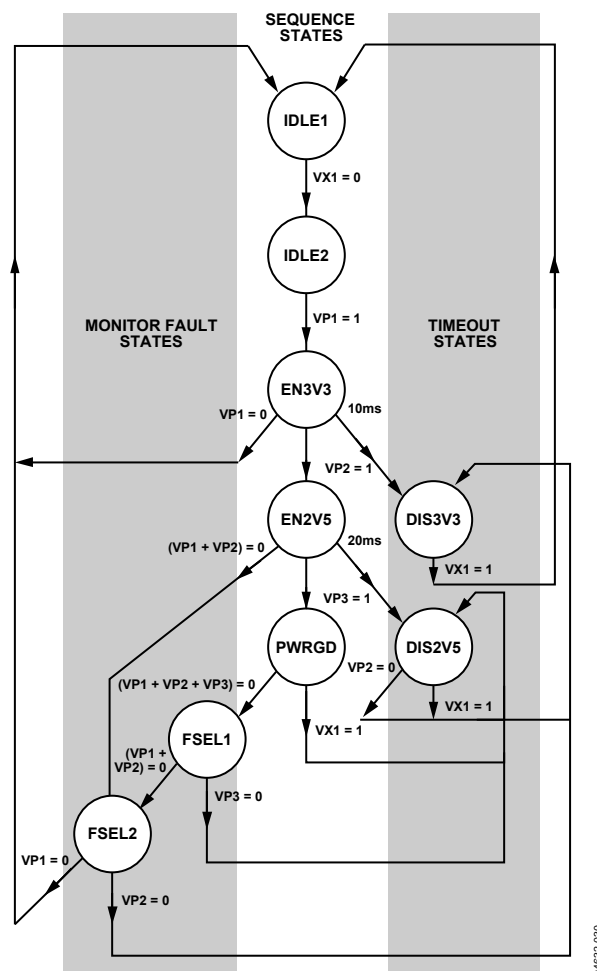 SEQUENCE
STATES
IDLE1
VX1 = 0
IDLE2
VP1 = 1
MONITOR FAULT
STATES
TIMEOUT
STATES
EN3V3
VP1 = 0
10ms
VP2 = 1
EN2V5
DIS3V3
(VP1 + VP2) = 0
20ms
VX1 = 1
VP3 = 1
PWRGD
DIS2V5
VP2 = 0
(VP1 + VP2 + VP3) = 0
VX1 = 1
VX1 = 1
FSEL1
(VP1 +
VP2) = 0
VP3 = 0
FSEL2
VP1 = 0
VP2 = 0